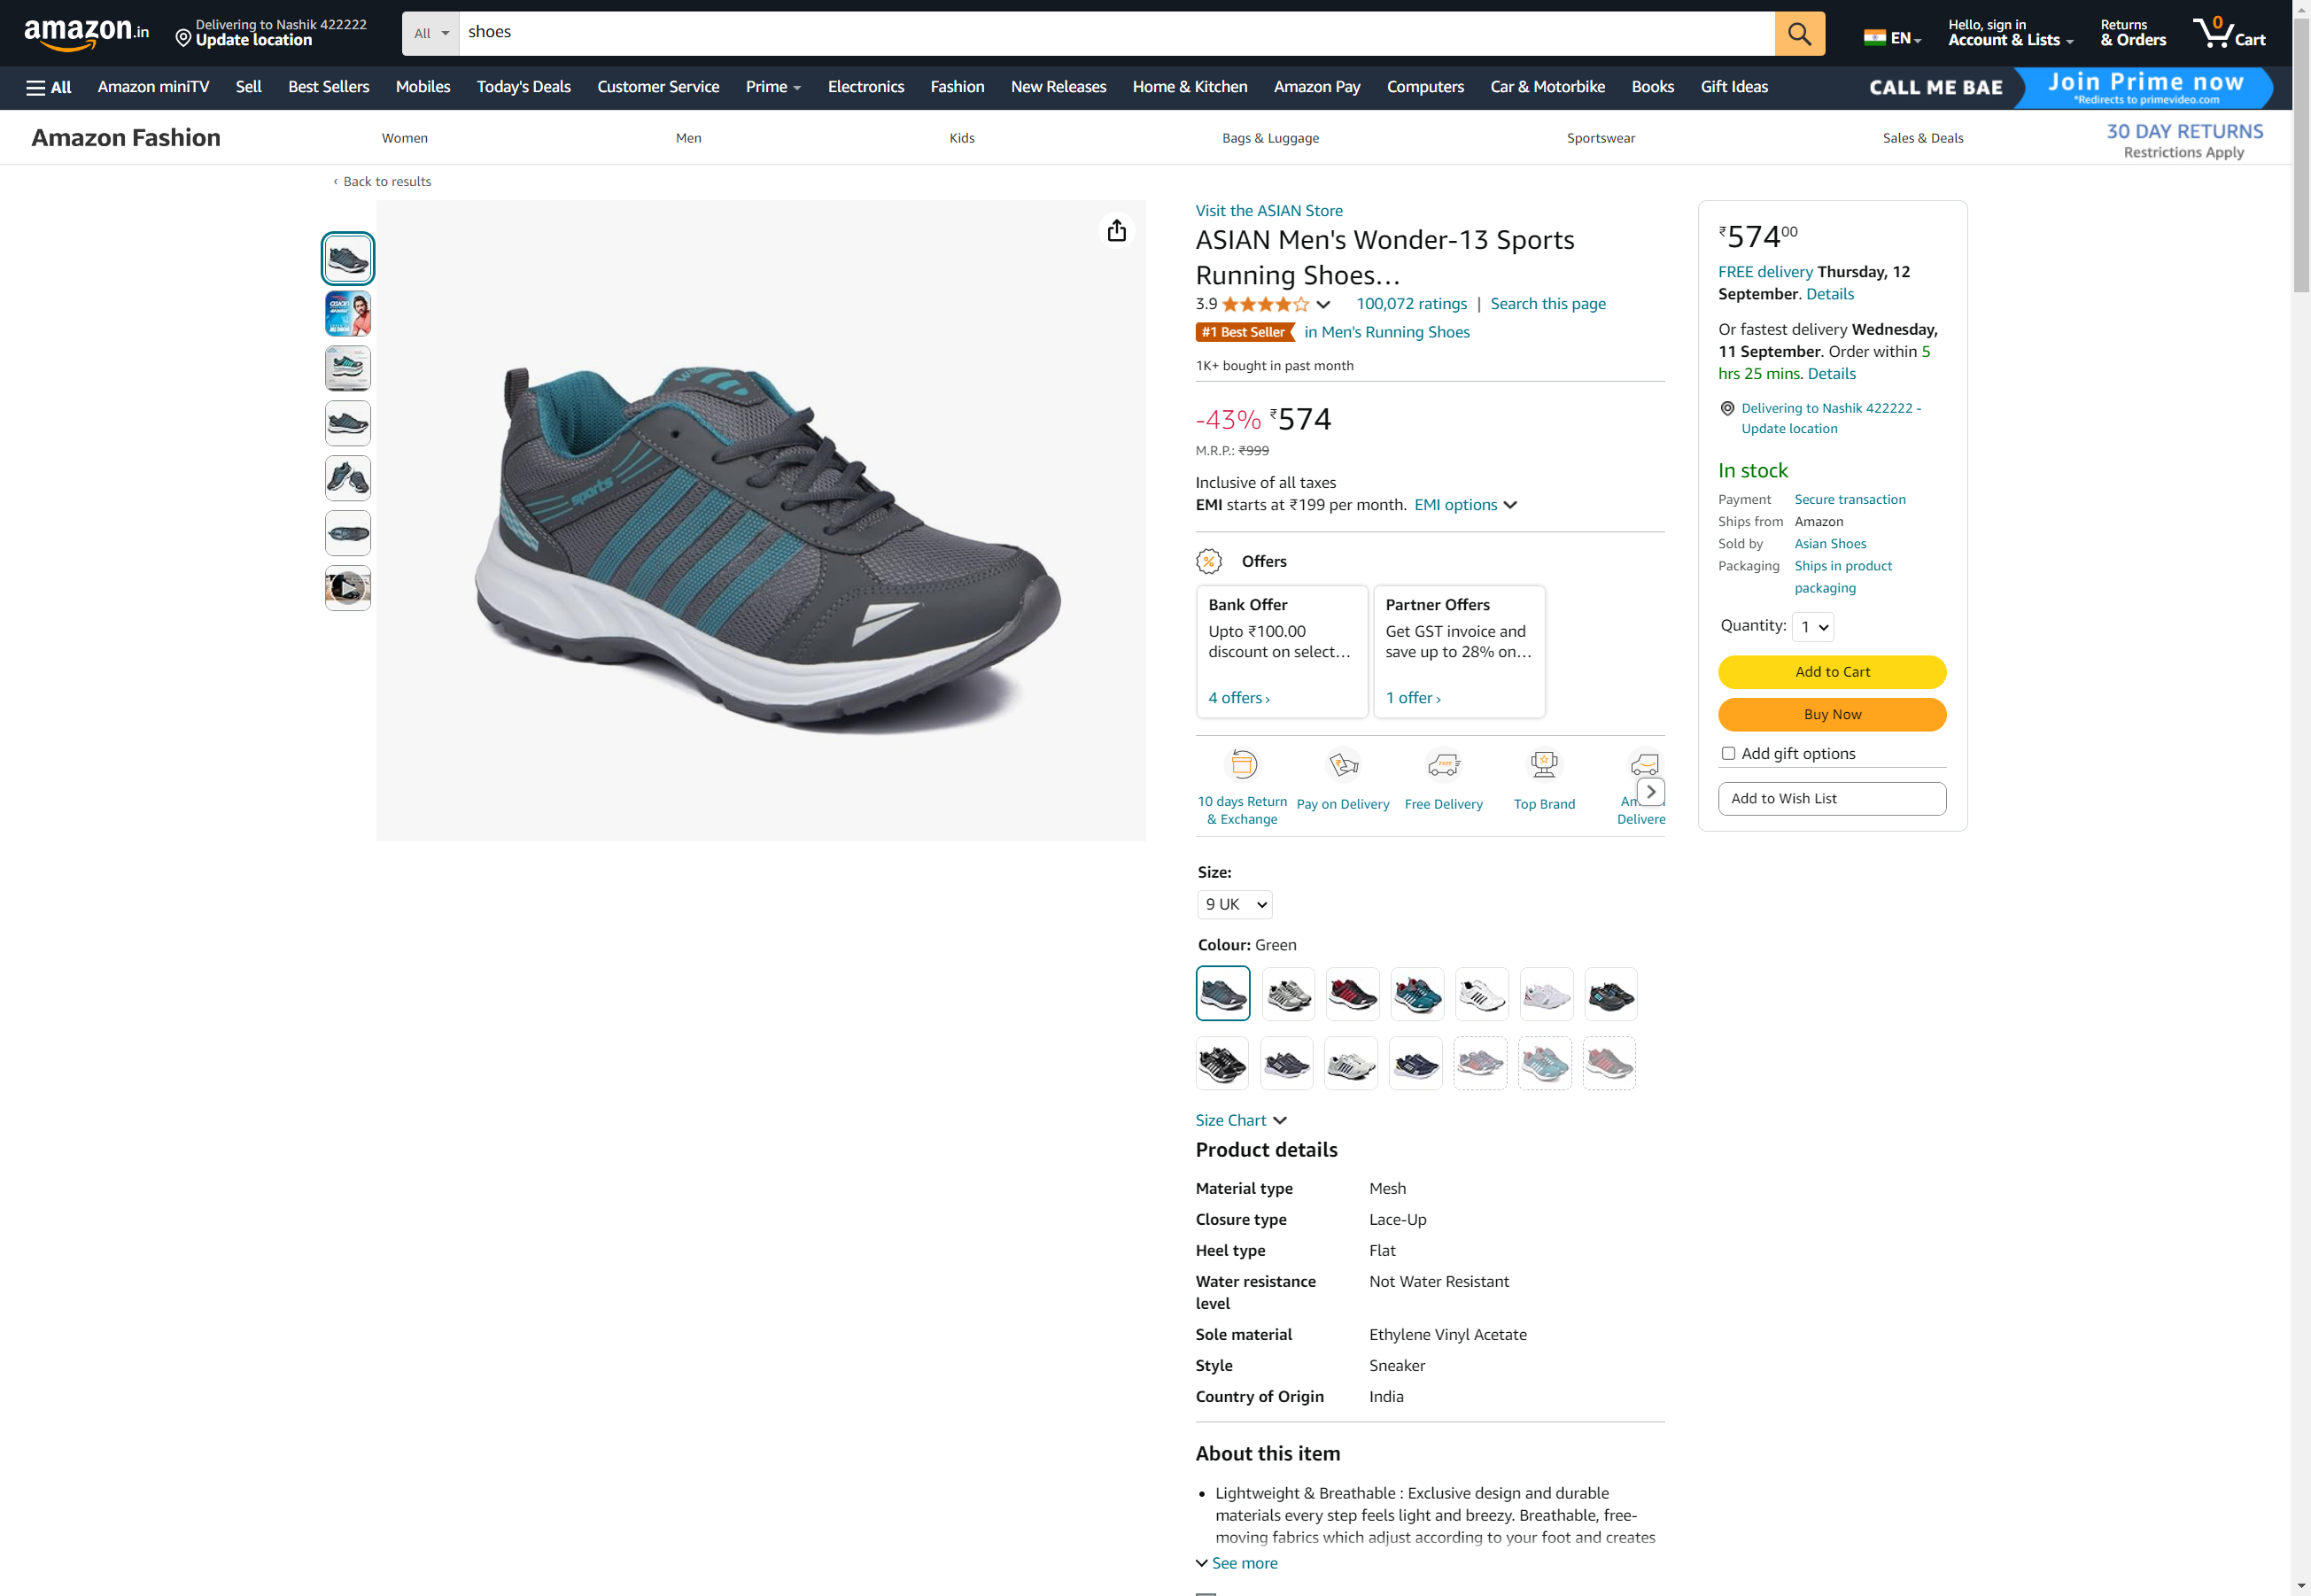 amazon.in
Delivering to Nashik 422222
Update location
All
shoes
EN
Hello, sign in
Account & Lists
Returns
& Orders
0
Cart
All
Amazon miniTV
Sell
Best Sellers
Mobiles
Today's Deals
Customer Service
Prime
Electronics
Fashion
New Releases
Home & Kitchen
Amazon Pay
Computers
Car & Motorbike
Books
Gift Ideas
CALL ME BAE
Join Prime now
*Redirects to primevideo.com
Amazon Fashion
Women
Men
Kids
Bags & Luggage
Sportswear
Sales & Deals
30 DAY RETURNS
Restrictions Apply
‹ Back to results
sports
Visit the ASIAN Store
ASIAN Men's Wonder-13 Sports
Running Shoes…
3.9
100,072 ratings | Search this page
#1 Best Seller in Men's Running Shoes
1K+ bought in past month
-43% ₹574
M.R.P.: ₹999
Inclusive of all taxes
EMI starts at ₹199 per month. EMI options
Offers
Bank Offer
Upto ₹100.00
discount on select…
4 offers ›
Partner Offers
Get GST invoice and
save up to 28% on…
1 offer ›
10 days Return
& Exchange
Pay on Delivery
Free Delivery
Top Brand
Delivere
Size:
9 UK
Colour: Green
Size Chart
Product details
Material type Mesh
Closure type Lace-Up
Heel type Flat
Water resistance Not Water Resistant
level
Sole material Ethylene Vinyl Acetate
Style Sneaker
Country of Origin India
About this item
• Lightweight & Breathable : Exclusive design and durable
materials every step feels light and breezy. Breathable, free-
moving fabrics which adjust according to your foot and creates
See more
₹57400
FREE delivery Thursday, 12
September. Details
Or fastest delivery Wednesday,
11 September. Order within 5
hrs 25 mins. Details
Delivering to Nashik 422222 -
Update location
In stock
Payment Secure transaction
Ships from Amazon
Sold by Asian Shoes
Packaging Ships in product
packaging
Quantity: 1
Add to Cart
Buy Now
Add gift options
Add to Wish List